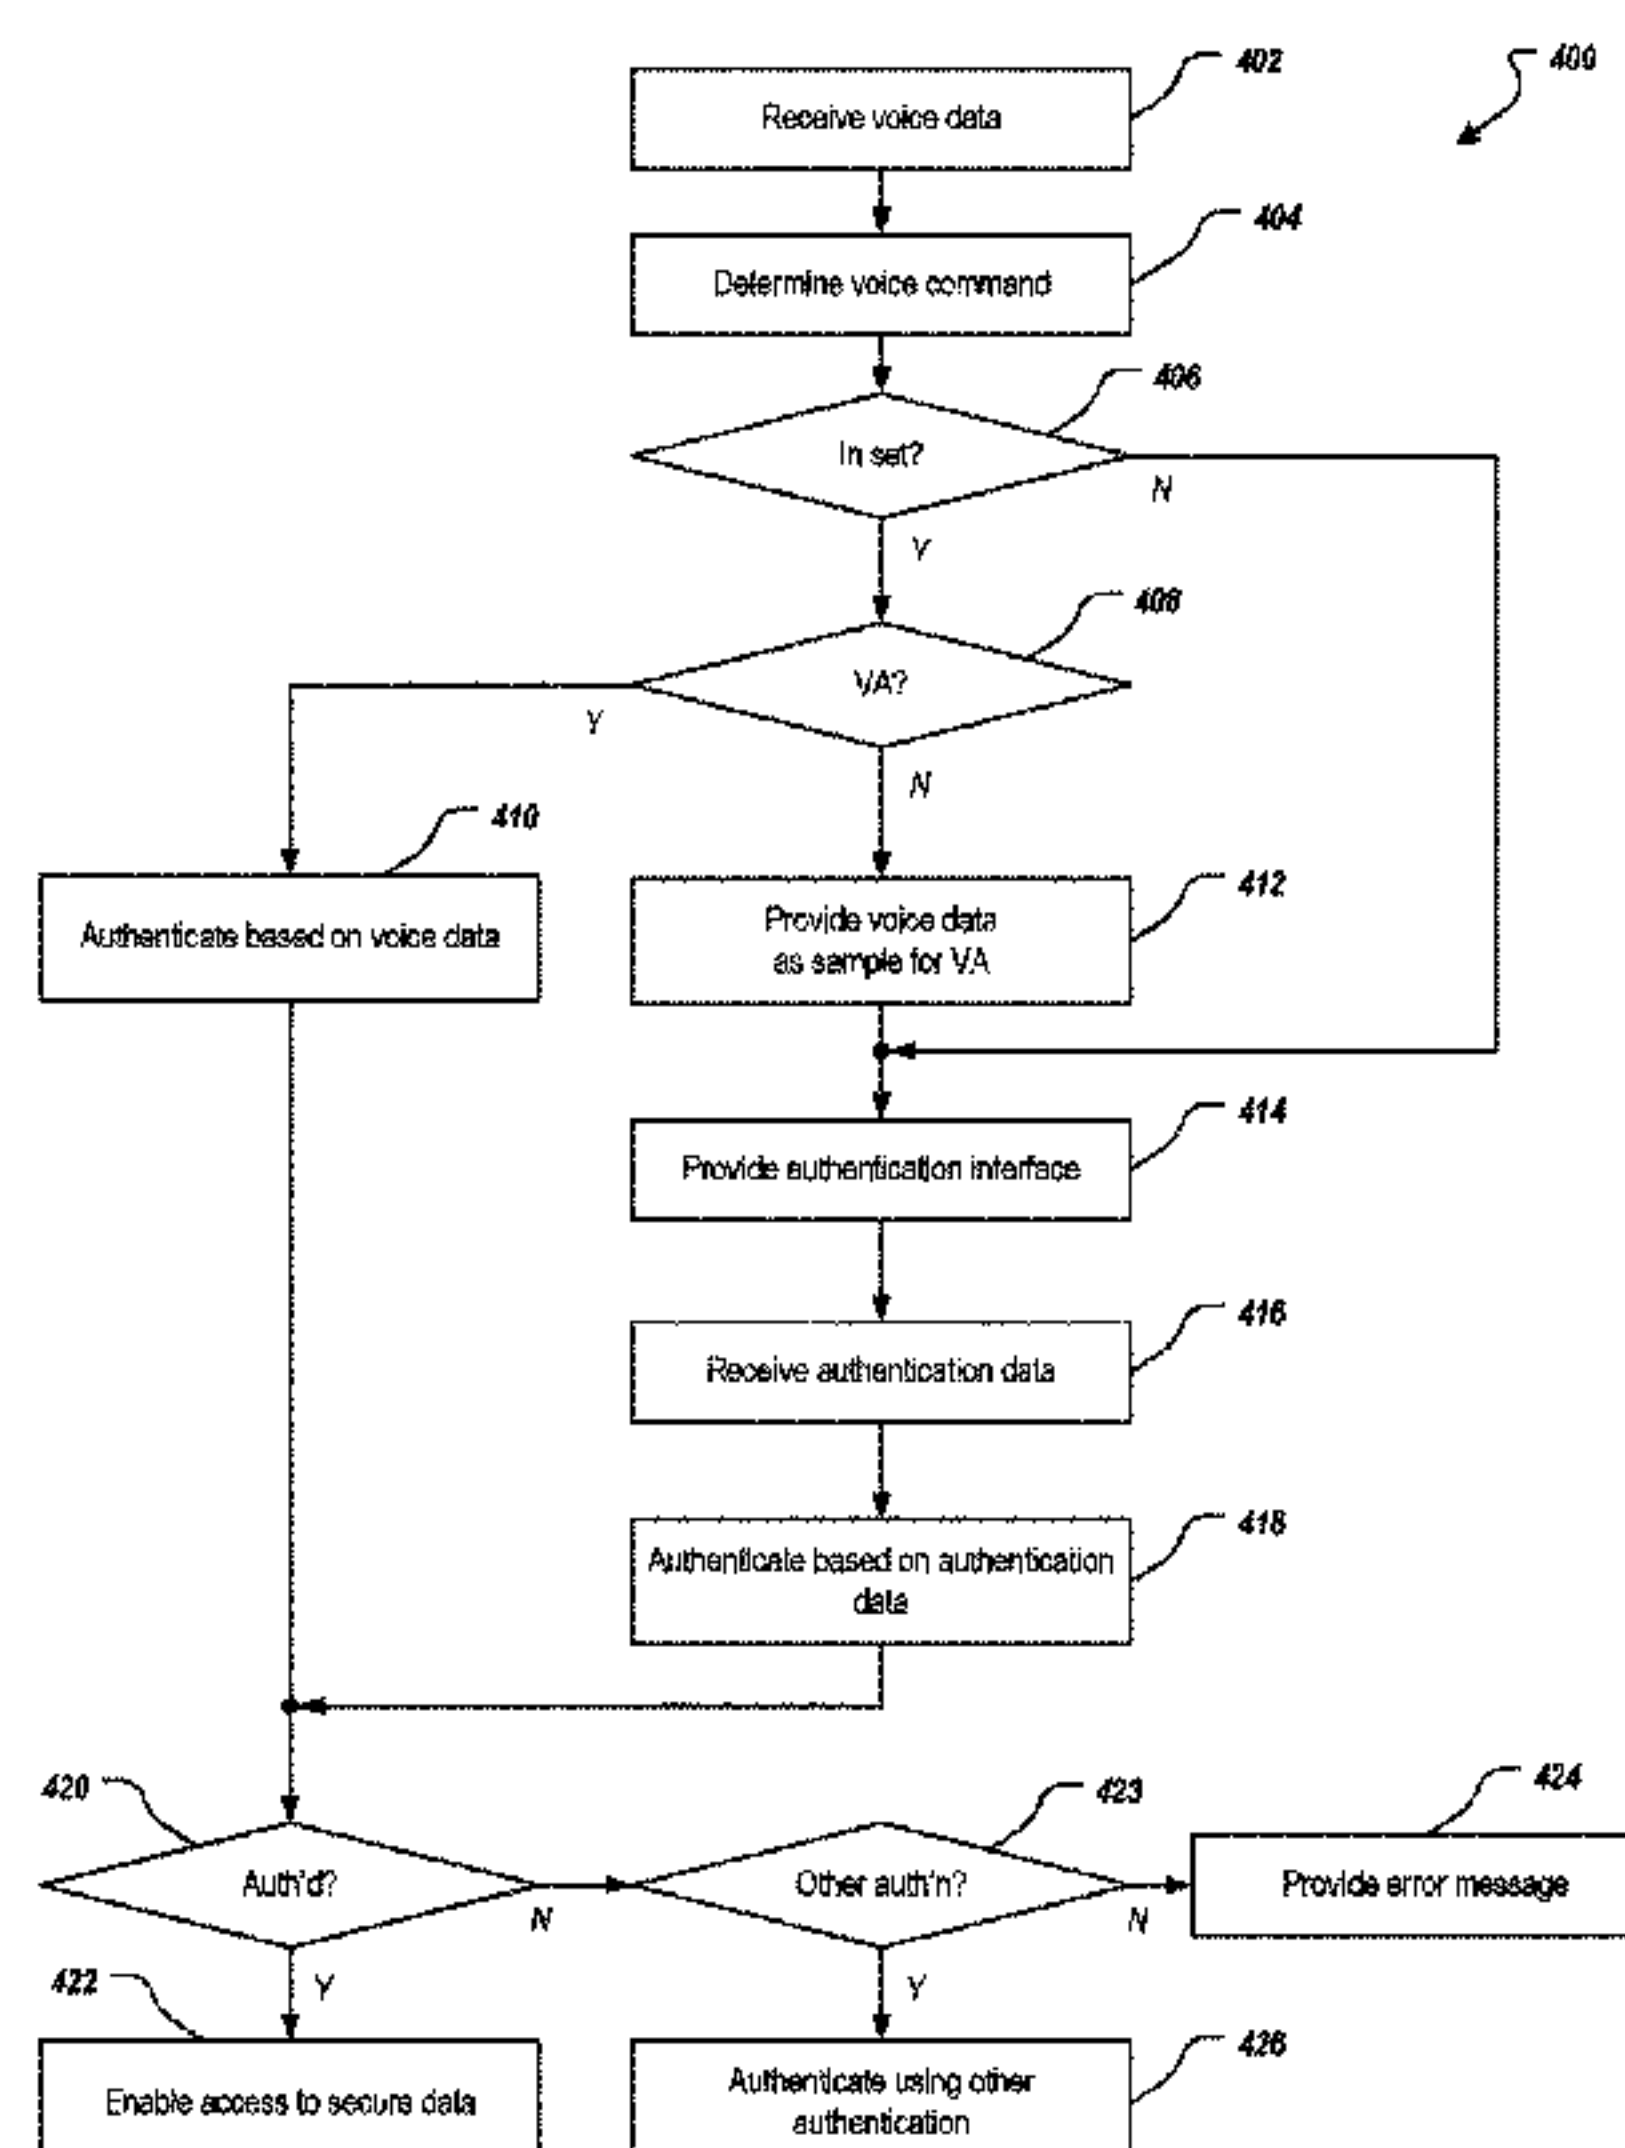 402
400
Receive voice data
404
Determine voice command
406
In set?
N
Y
408
VA?
Y
N
410
412
Authenticate based on voice data
Provide voice data
as sample for VA
414
Provide authentication interface
416
Receive authentication data
418
Authenticate based on authentication
data
420
423
424
Auth'd?
Other auth'n?
Provide error message
N
N
422
Y
Y
426
Enable access to secure data
Authenticate using other
authentication